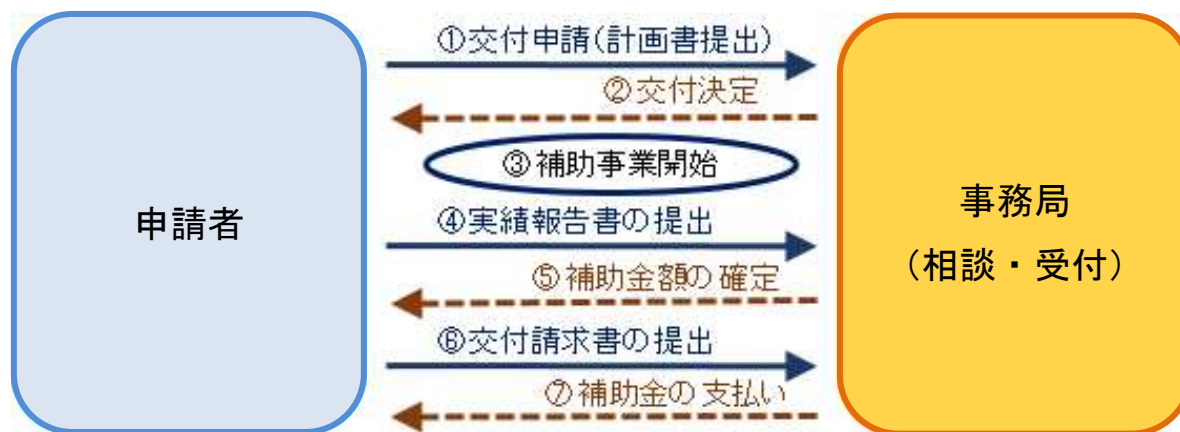 申請者
①交付申請(計画書提出)
②交付決定
③補助事業開始
④実績報告書の提出
⑤補助金額の確定
⑥交付請求書の提出
⑦補助金の支払い
事務局
（相談・受付）